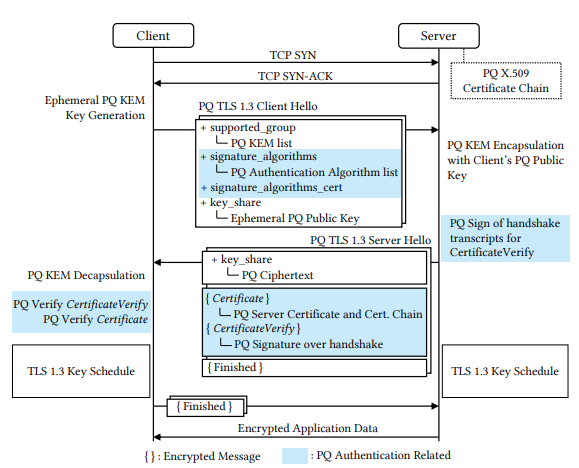 Client
Server
TCP SYN
TCP SYN-ACK
PQ X.509
Certificate Chain
Ephemeral PQ KEM
Key Generation
PQ TLS 1.3 Client Hello
+ supported_group
PQ KEM list
+ signature_algorithms
PQ Authentication Algorithm list
+ signature_algorithms_cert
+ key_share
Ephemeral PQ Public Key
PQ KEM Encapsulation
with Client's PQ Public
Key
PQ Sign of handshake
transcripts for
CertificateVerify
PQ TLS 1.3 Server Hello
+ key_share
PQ Ciphertext
PQ KEM Decapsulation
{ Certificate }
PQ Server Certificate and Cert. Chain
{ CertificateVerify }
PQ Signature over handshake
{ Finished }
PQ Verify CertificateVerify
PQ Verify Certificate
TLS 1.3 Key Schedule
TLS 1.3 Key Schedule
{ Finished }
Encrypted Application Data
{ } : Encrypted Message
: PQ Authentication Related